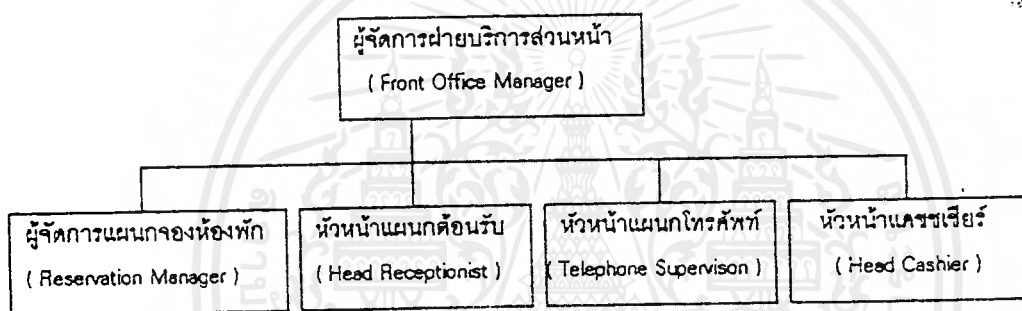 ผู้จัดการฝ่ายบริการส่วนหน้า
( Front Office Manager )
ผู้จัดการแผนกจองห้องพัก
( Reservation Manager )
หัวหน้าแผนกต้อนรับ
( Head Receptionist )
หัวหน้าแผนกโทรศัพท์
( Telephone Supervison )
หัวหน้าแคชเชียร์
( Head Cashier )